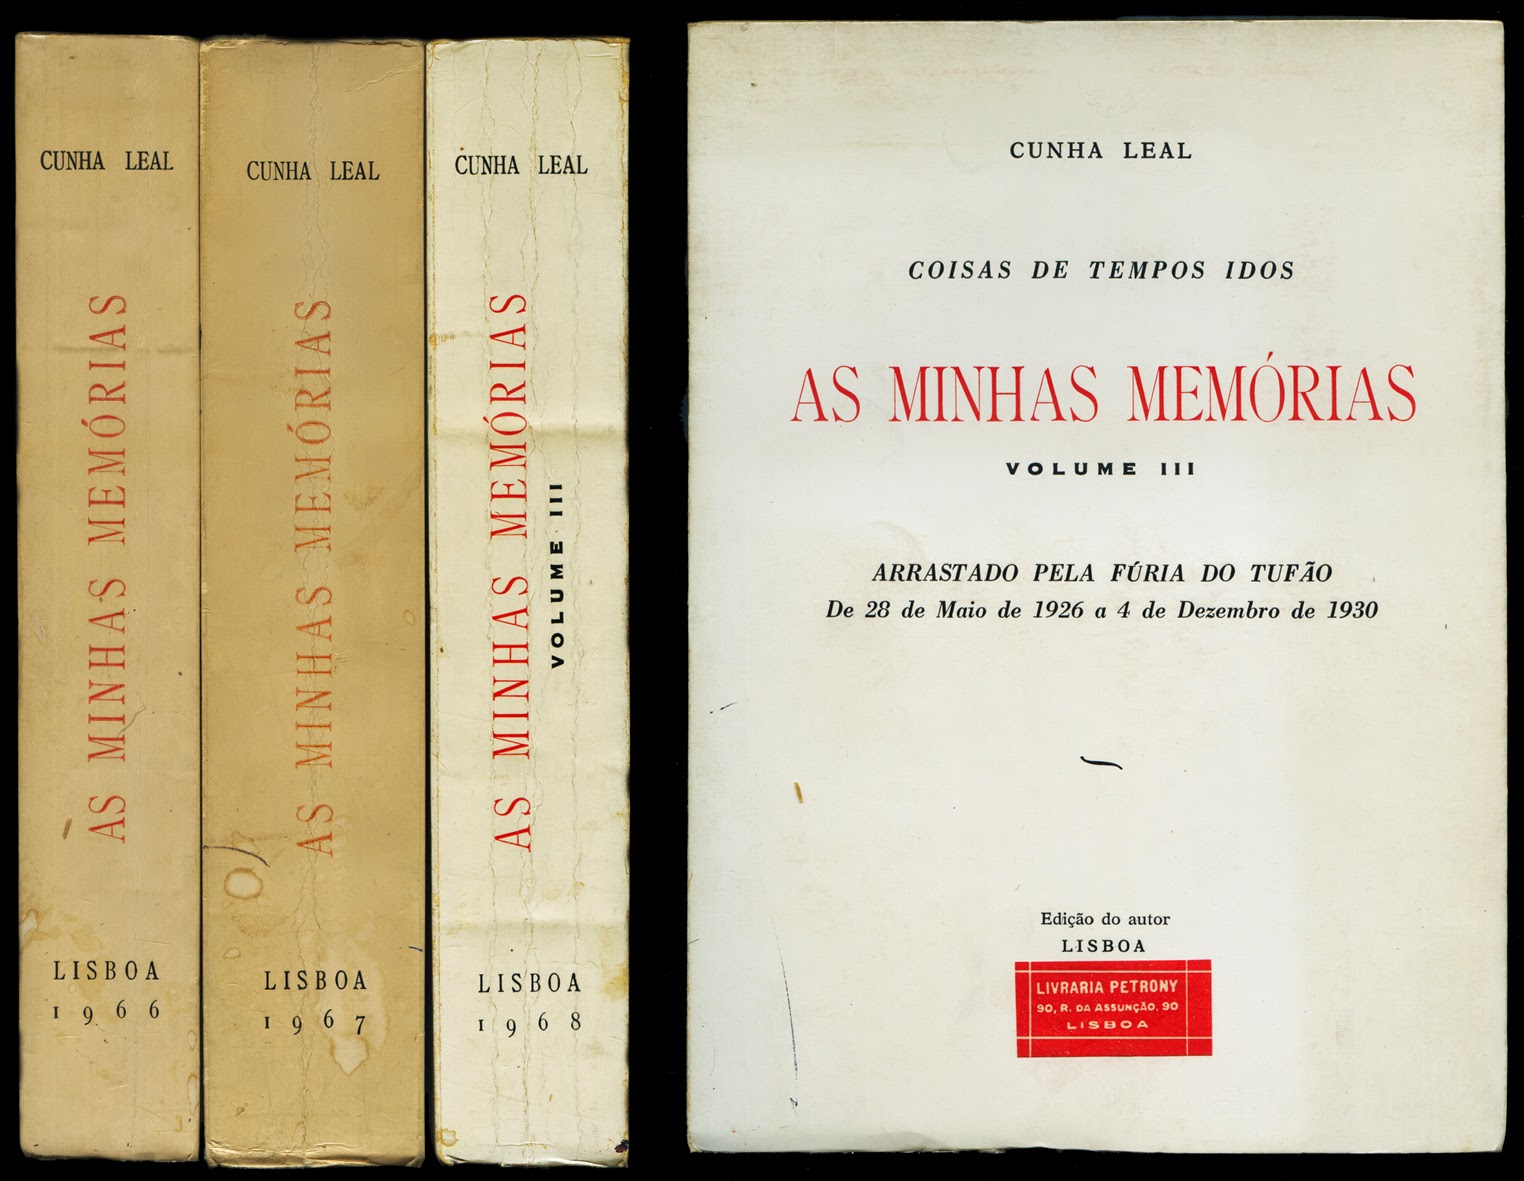 CUNHA LEAL
AS MINHAS MEMÓRIAS
LISBOA
1966
CUNHA LEAL
AS MINHAS MEMÓRIAS
LISBOA
1967
CUNHA LEAL
AS MINHAS MEMÓRIAS
VOLUME III
LISBOA
1968
CUNHA LEAL
COISAS DE TEMPOS IDOS
AS MINHAS MEMÓRIAS
VOLUME III
ARRASTADO PELA FÚRIA DO TUFÃO
De 28 de Maio de 1926 a 4 de Dezembro de 1930
Edição do autor
LISBOA
LIVRARIA PETRONY
90, R. DA ASSUNÇÃO, 90
LISBOA